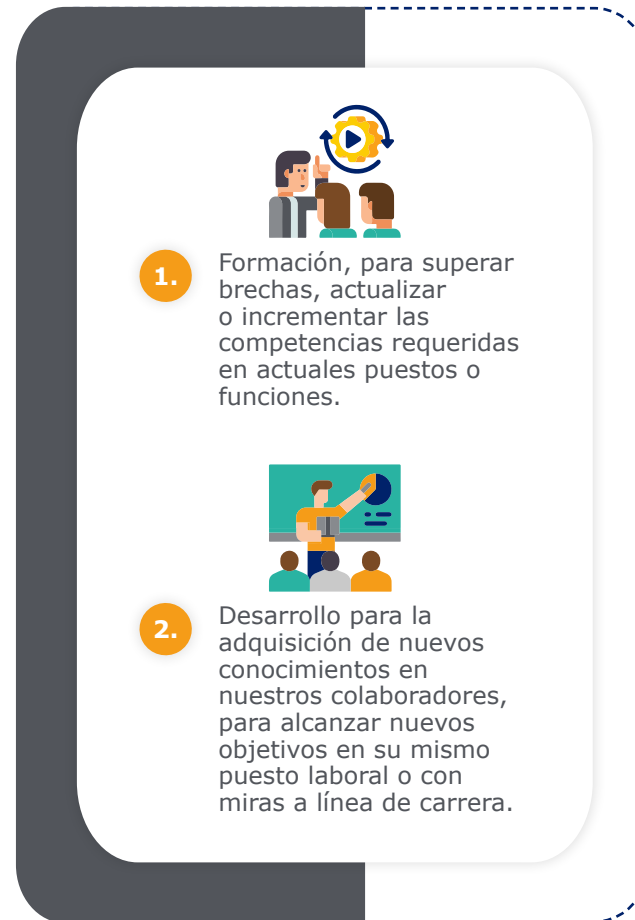 1.
Formación, para superar
brechas, actualizar
o incrementar las
competencias requeridas
en actuales puestos o
funciones.
2.
Desarrollo para la
adquisición de nuevos
conocimientos en
nuestros colaboradores,
para alcanzar nuevos
objetivos en su mismo
puesto laboral o con
miras a línea de carrera.